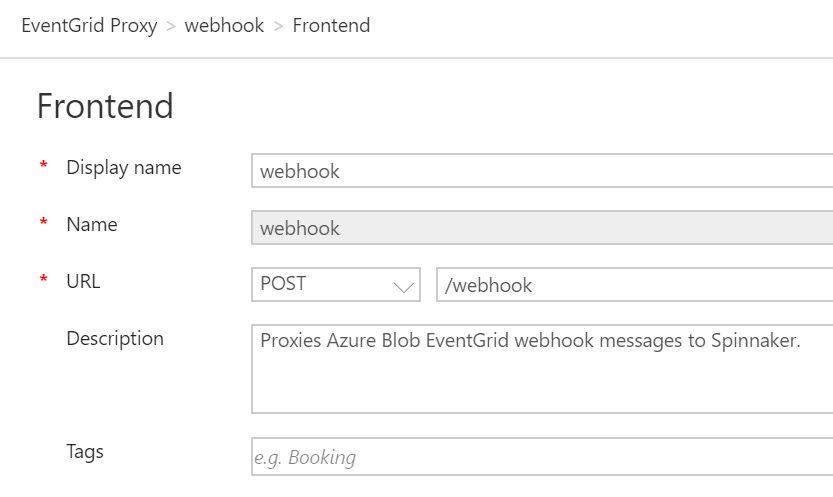 EventGrid Proxy > webhook > Frontend
Frontend
* Display name webhook
* Name webhook
* URL POST /webhook
Description Proxies Azure Blob EventGrid webhook messages to Spinnaker.
Tags e.g. Booking